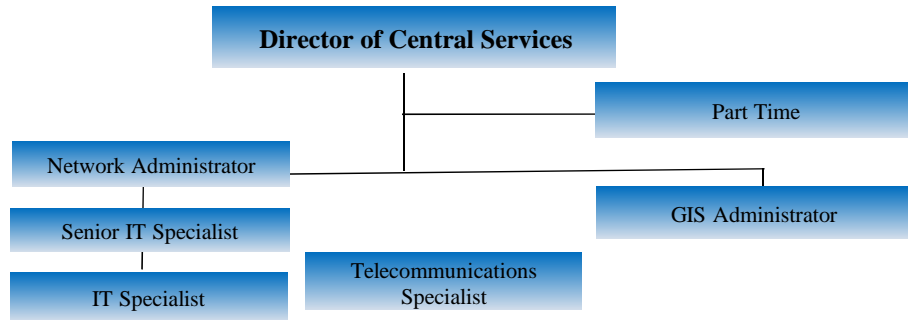 Director of Central Services
Part Time
Network Administrator
GIS Administrator
Senior IT Specialist
Telecommunications
Specialist
IT Specialist